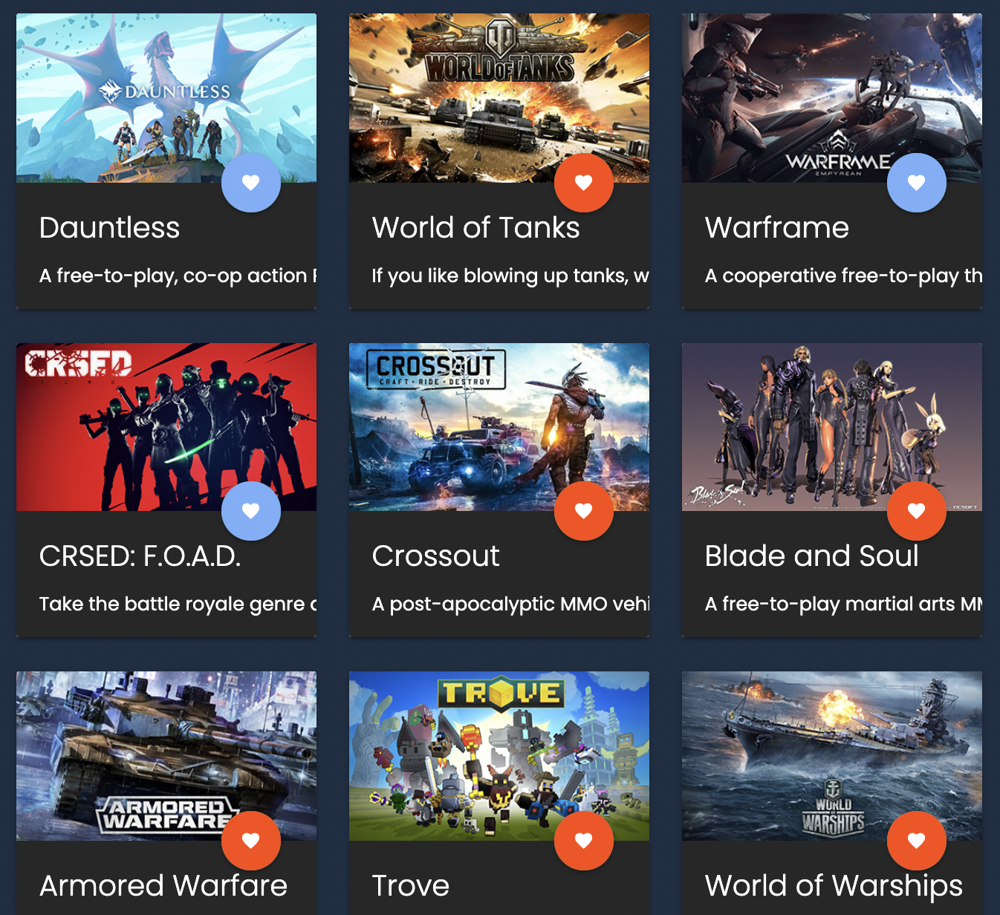 DAUNTLESS
WORLD OF TANKS
WARFRAME
EMPYREAN
Dauntless
World of Tanks
Warframe
A free-to-play, co-op action
If you like blowing up tanks, w
A cooperative free-to-play th
CRSED
F.O.A.D.
CROSSOUT
CRAFT • RIDE • DESTROY
Blade & Soul
NCSOFT
CRSED: F.O.A.D.
Crossout
Blade and Soul
Take the battle royale genre
A post-apocalyptic MMO vehi
A free-to-play martial arts MM
ARMORED
WARFARE
TROVE
WORLD
OF
WARSHIPS
Armored Warfare
Trove
World of Warships